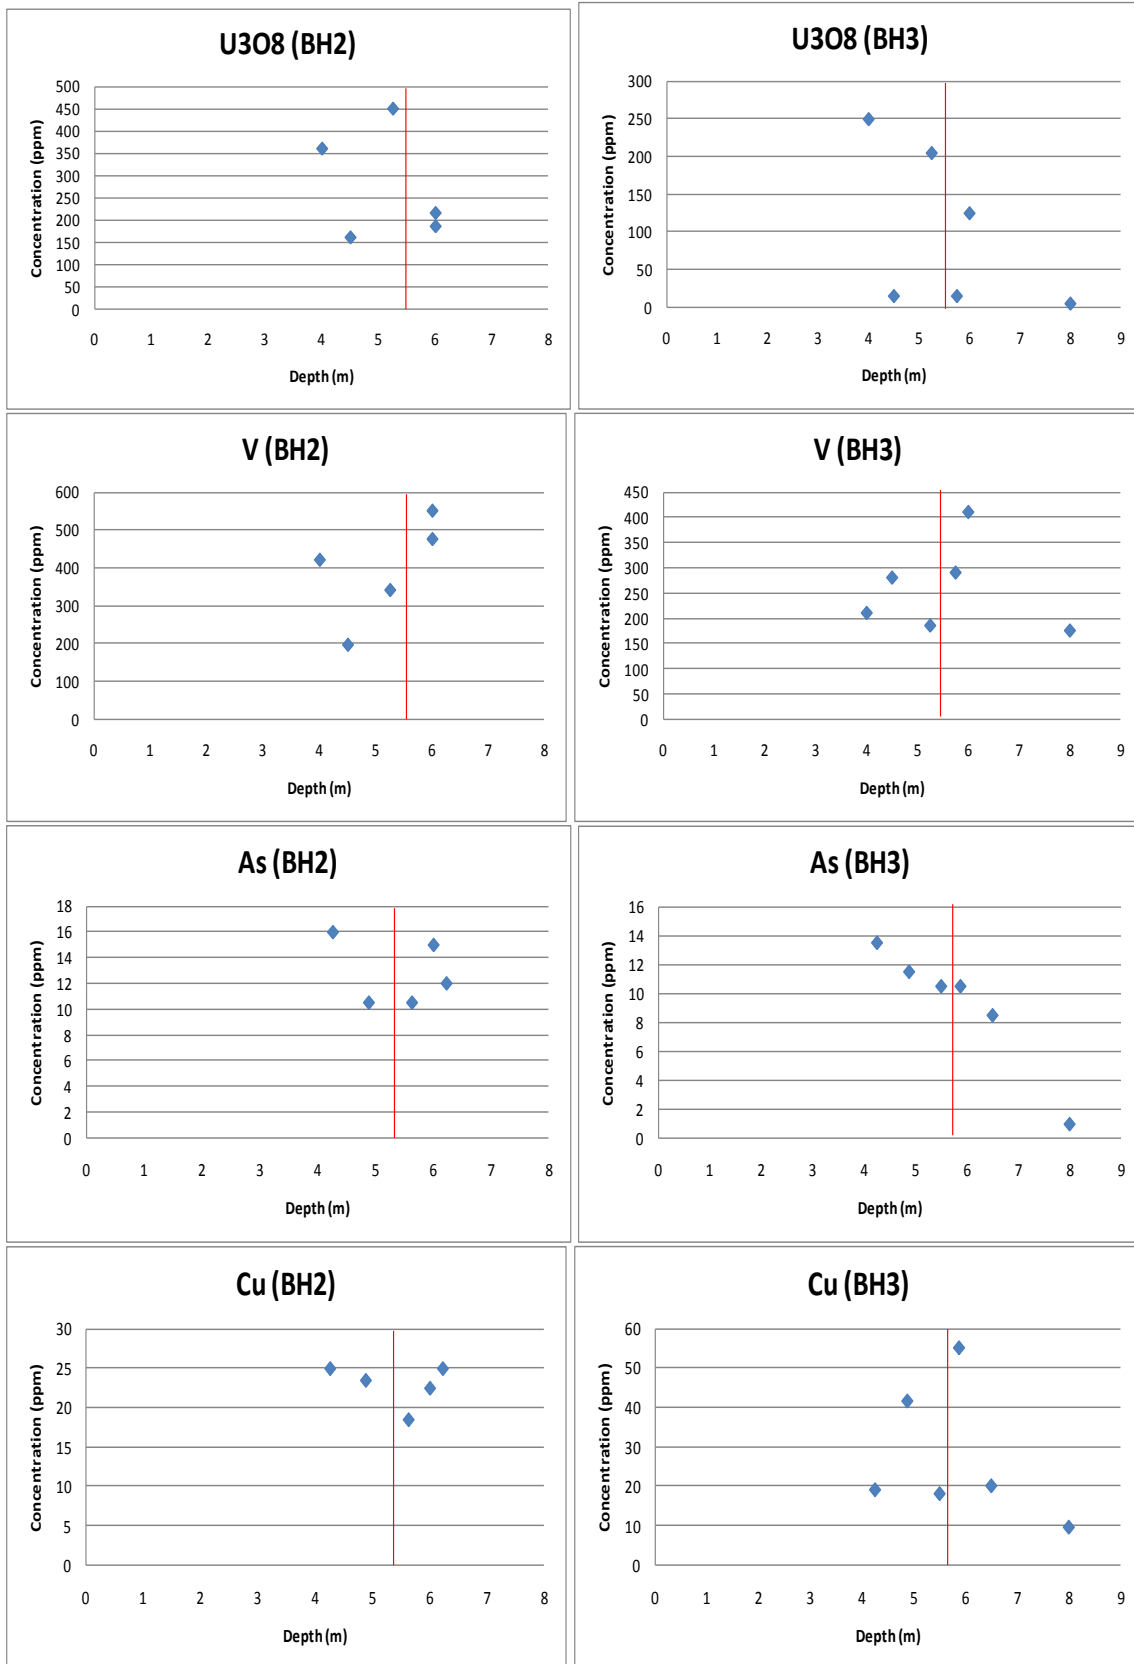 U3O8 (BH2)
Concentration (ppm)
500
450
400
350
300
250
200
150
100
50
0
0 1 2 3 4 5 6 7 8
Depth (m)
U3O8 (BH3)
Concentration (ppm)
300
250
200
150
100
50
0
0 1 2 3 4 5 6 7 8 9
Depth (m)
V (BH2)
Concentration (ppm)
600
500
400
300
200
100
0
0 1 2 3 4 5 6 7 8
Depth (m)
V (BH3)
Concentration (ppm)
450
400
350
300
250
200
150
100
50
0
0 1 2 3 4 5 6 7 8 9
Depth (m)
As (BH2)
Concentration (ppm)
18
16
14
12
10
8
6
4
2
0
0 1 2 3 4 5 6 7 8
Depth (m)
As (BH3)
Concentration (ppm)
16
14
12
10
8
6
4
2
0
0 1 2 3 4 5 6 7 8 9
Depth (m)
Cu (BH2)
Concentration (ppm)
30
25
20
15
10
5
0
0 1 2 3 4 5 6 7 8
Depth (m)
Cu (BH3)
Concentration (ppm)
60
50
40
30
20
10
0
0 1 2 3 4 5 6 7 8 9
Depth (m)